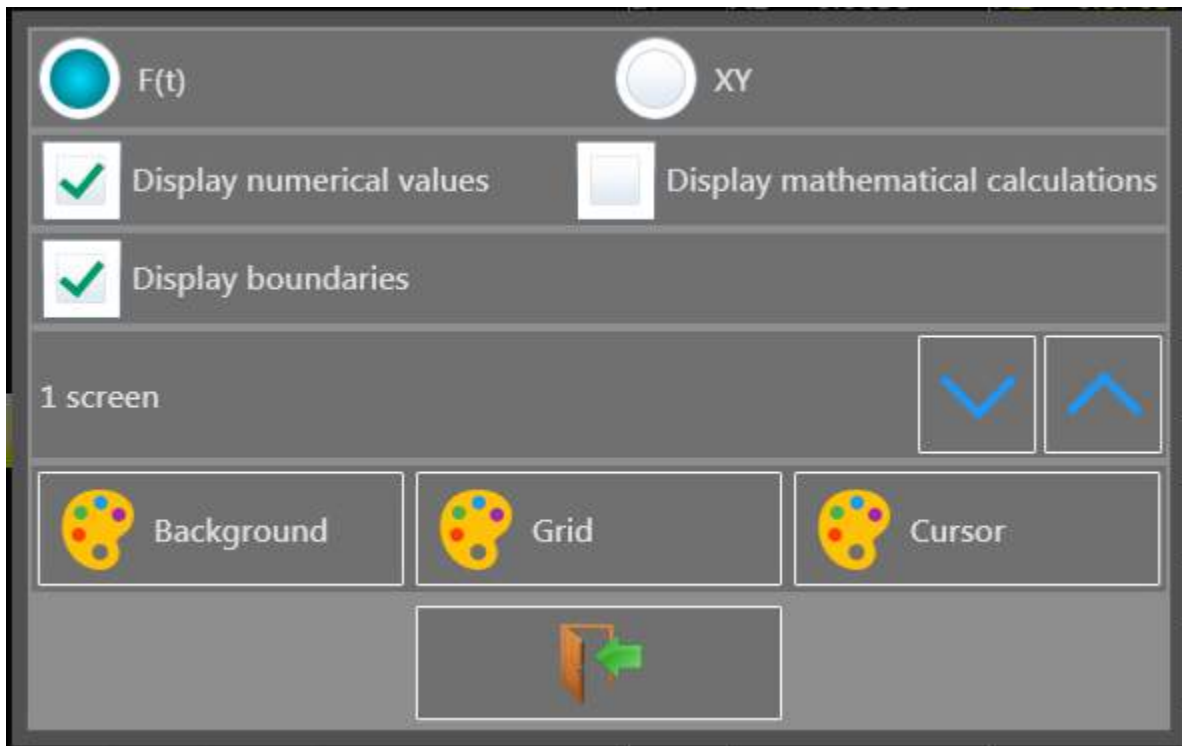 F(t) XY
Display numerical values Display mathematical calculations
Display boundaries
1 screen
Background Grid Cursor